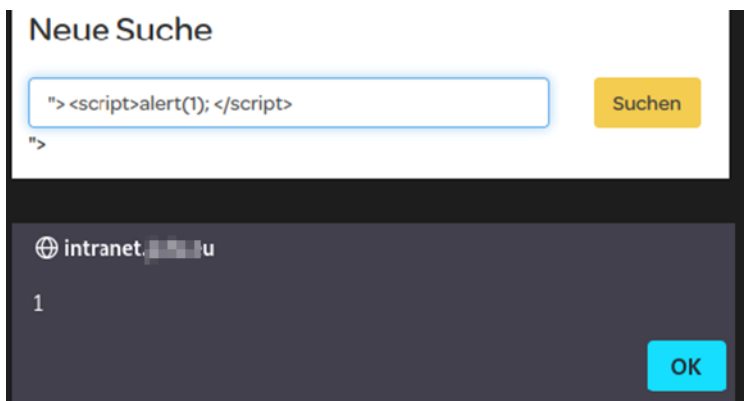 Neue Suche
"> <script>alert(1); </script>
Suchen
">
intranet.
1
OK